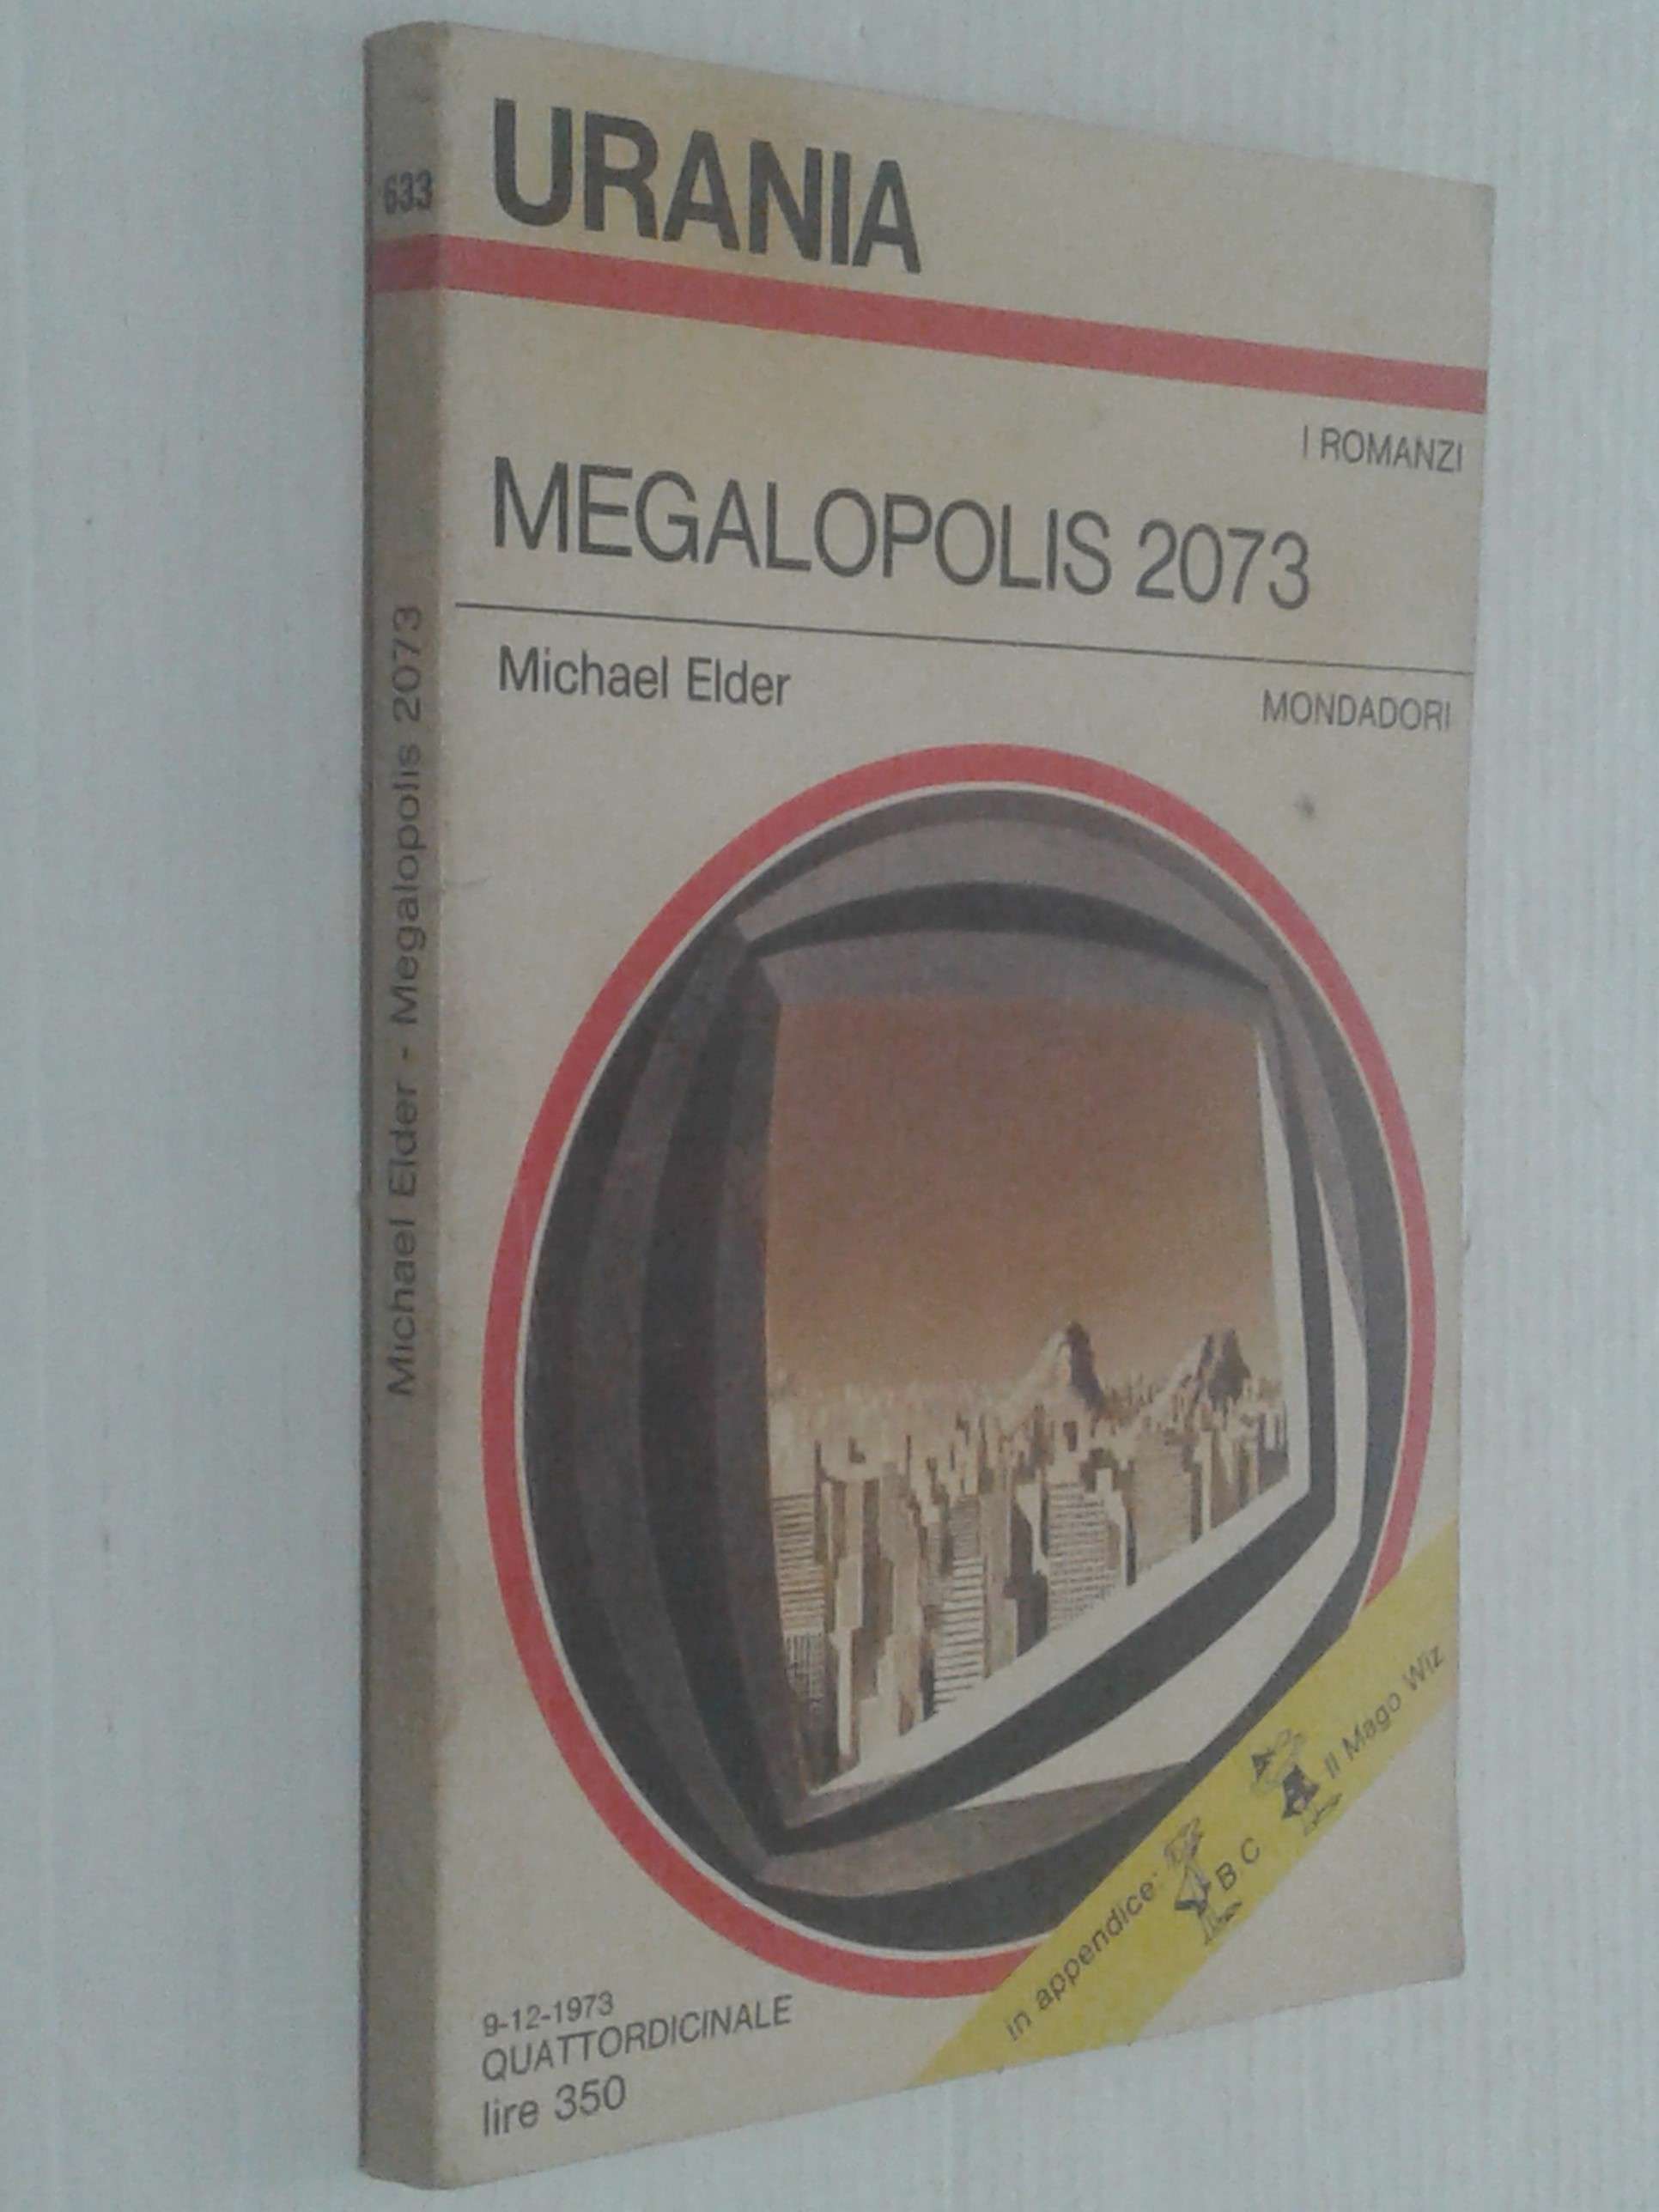 633
Michael Elder - Megalopolis 2073
URANIA
I ROMANZI
MEGALOPOLIS 2073
Michael Elder
MONDADORI
in appendice: B C Il Mago Wiz
9-12-1973
QUATTORDICINALE
lire 350